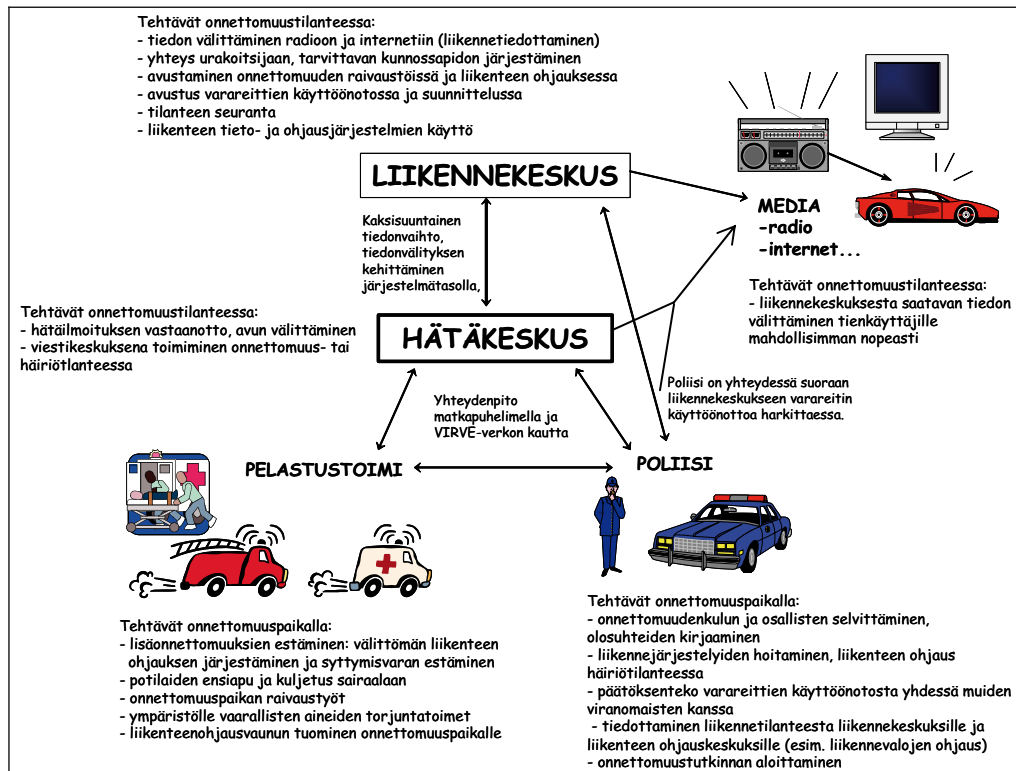 Tehtävät onnettomuustilanteessa:
- tiedon välittäminen radioon ja internetiin (liikennetiedottaminen)
- yhteys urakoitsijaan, tarvittavan kunnossapidon järjestäminen
- avustaminen onnettomuuden raivaustöissä ja liikenteen ohjauksessa
- avustus varareittien käyttöönotossa ja suunnittelussa
- tilanteen seuranta
- liikenteen tieto- ja ohjausjärjestelmien käyttö
LIIKENNEKESKUS
MEDIA
-radio
-internet...
Kaksisuuntainen
tiedonvaihto,
tiedonvälityksen
kehittäminen
järjestelmätasolla,
Tehtävät onnettomuustilanteessa:
- liikennekeskuksesta saatavan tiedon
välittäminen tienkäyttäjille
mahdollisimman nopeasti
Tehtävät onnettomuustilanteessa:
- hätäilmoituksen vastaanotto, avun välittäminen
- viestikeskuksena toimiminen onnettomuus- tai
häiriötlanteessa
HÄTÄKESKUS
Poliisi on yhteydessä suoraan
liikennekeskukseen varareitin
käyttöönottoa harkittaessa.
Yhteydenpito
matkapuhelimella ja
VIRVE-verkon kautta
PELASTUSTOIMI
POLIISI
Tehtävät onnettomuuspaikalla:
- lisäonnettomuuksien estäminen: välittömän liikenteen
ohjauksen järjestäminen ja syttymisvaran estäminen
- potilaiden ensiapu ja kuljetus sairaalaan
- onnettomuuspaikan raivaustyöt
- ympäristölle vaarallisten aineiden torjuntatoimet
- liikenteenohjausvaunun tuominen onnettomuuspaikalle
Tehtävät onnettomuuspaikalla:
- onnettomuudenkulun ja osallisten selvittäminen,
olosuhteiden kirjaaminen
- liikennejärjestelyiden hoitaminen, liikenteen ohjaus
häiriötilanteessa
- päätöksenteko varareittien käyttöönotosta yhdessä muiden
viranomaisten kanssa
- tiedottaminen liikennetilanteesta liikennekeskuksille ja
liikenteen ohjauskeskuksille (esim. liikennevalojen ohjaus)
- onnettomuustutkinnan aloittaminen